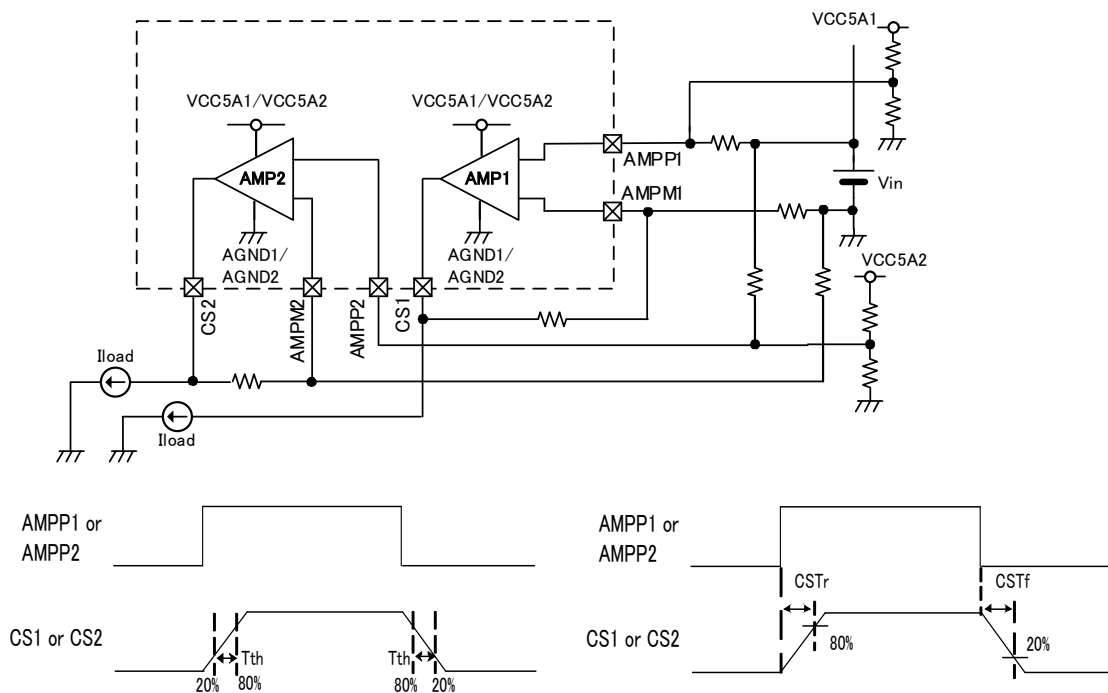 VCC5A1
VCC5A1/VCC5A2
VCC5A1/VCC5A2
AMP2
AMP1
AMPP1
AMPM1
Vin
AGND1/
AGND2
AGND1/
AGND2
VCC5A2
CS2
AMPM2
AMPP2
CS1
Iload
Iload
AMPP1 or
AMPP2
CS1 or CS2
Tth
Tth
20%
80%
80%
20%
AMPP1 or
AMPP2
CSTr
CSTf
CS1 or CS2
80%
20%